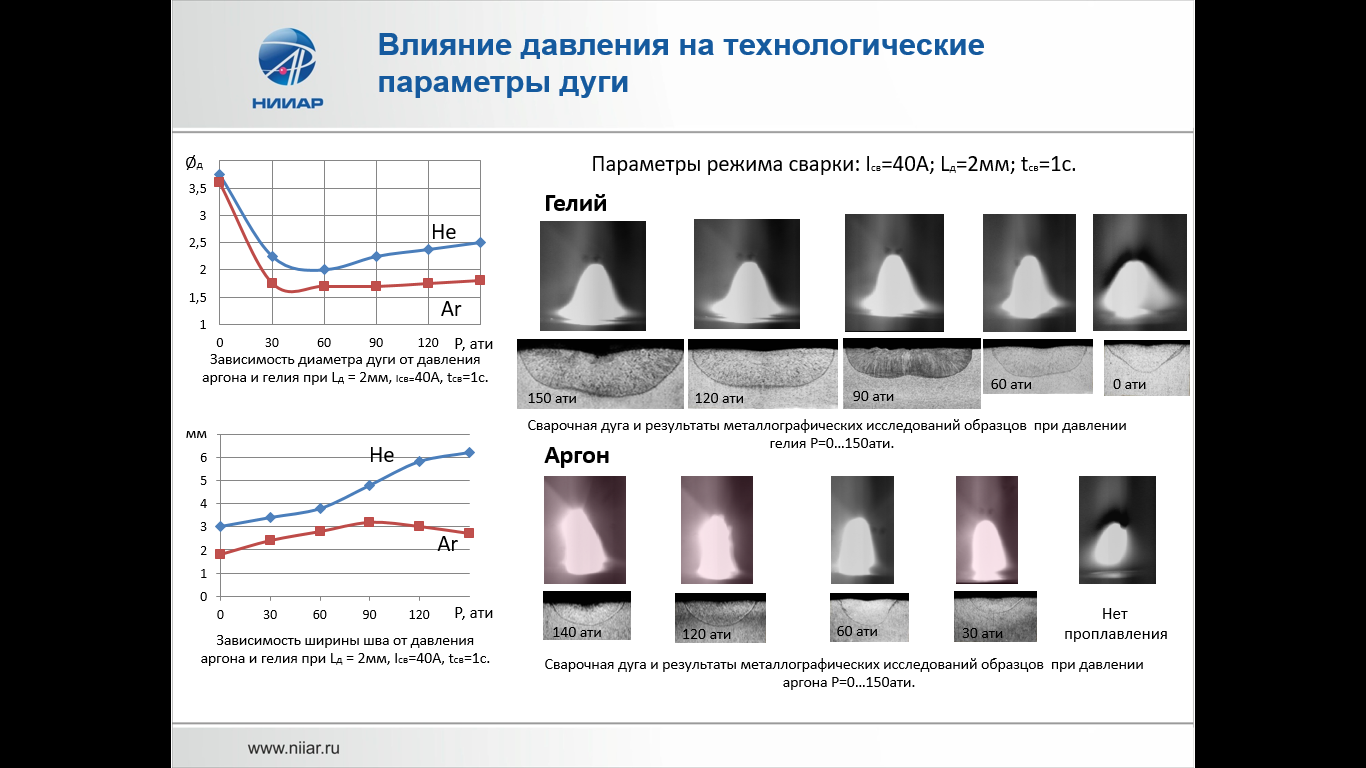 НИИАР
Влияние давления на технологические
параметры дуги
Øд
3,5
3
2,5
2
1,5
1
He
Ar
0 30 60 90 120 P, ати
Зависимость диаметра дуги от давления
аргона и гелия при Lд = 2мм, Iсв=40А, tсв=1с.
мм
6
5
4
3
2
1
0
He
Ar
0 30 60 90 120 P, ати
Зависимость ширины шва от давления
аргона и гелия при Lд = 2мм, Iсв=40А, tсв=1с.
Параметры режима сварки: Iсв=40А; Lд=2мм; tсв=1с.
Гелий
150 ати
120 ати
90 ати
60 ати
0 ати
Сварочная дуга и результаты металлографических исследований образцов при давлении
гелия Р=0…150ати.
Аргон
140 ати
120 ати
60 ати
30 ати
Нет
проплавления
Сварочная дуга и результаты металлографических исследований образцов при давлении
аргона Р=0…150ати.
www.niiar.ru